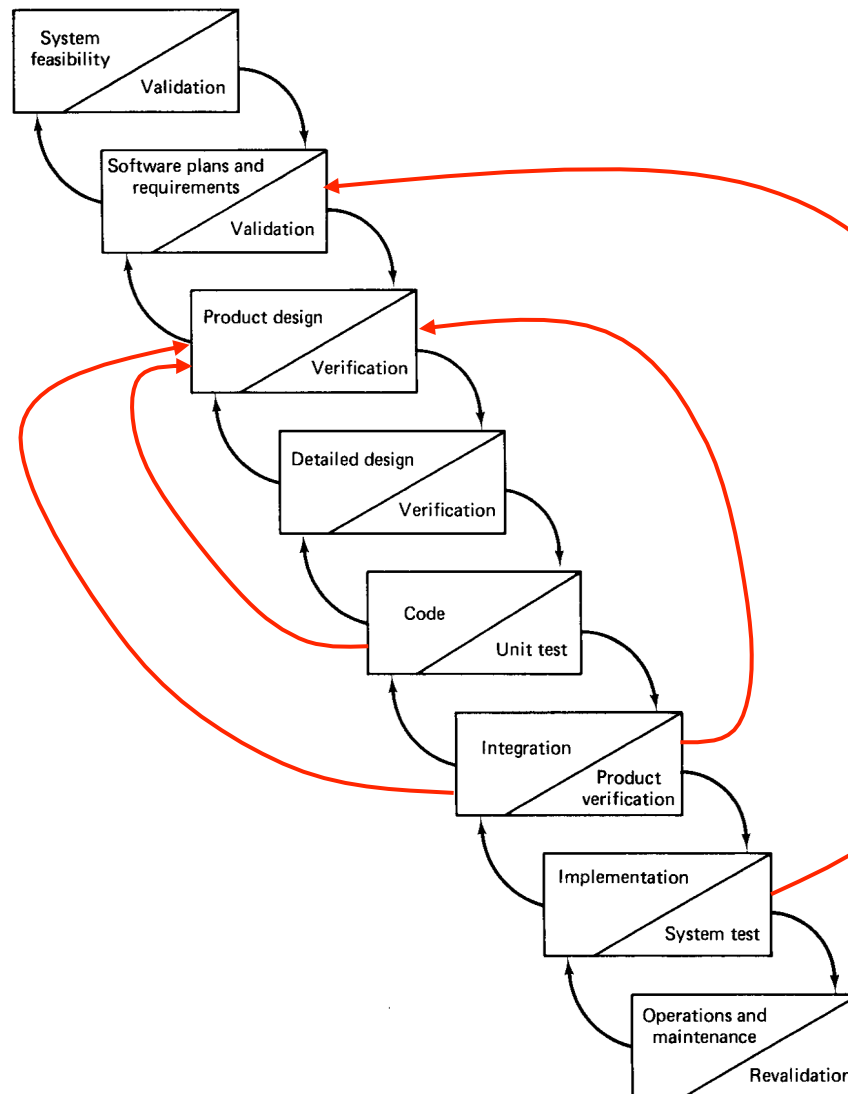 System
feasibility
Validation
Software plans and
requirements
Validation
Product design
Verification
Detailed design
Verification
Code
Unit test
Integration
Product
verification
Implementation
System test
Operations and
maintenance
Revalidation